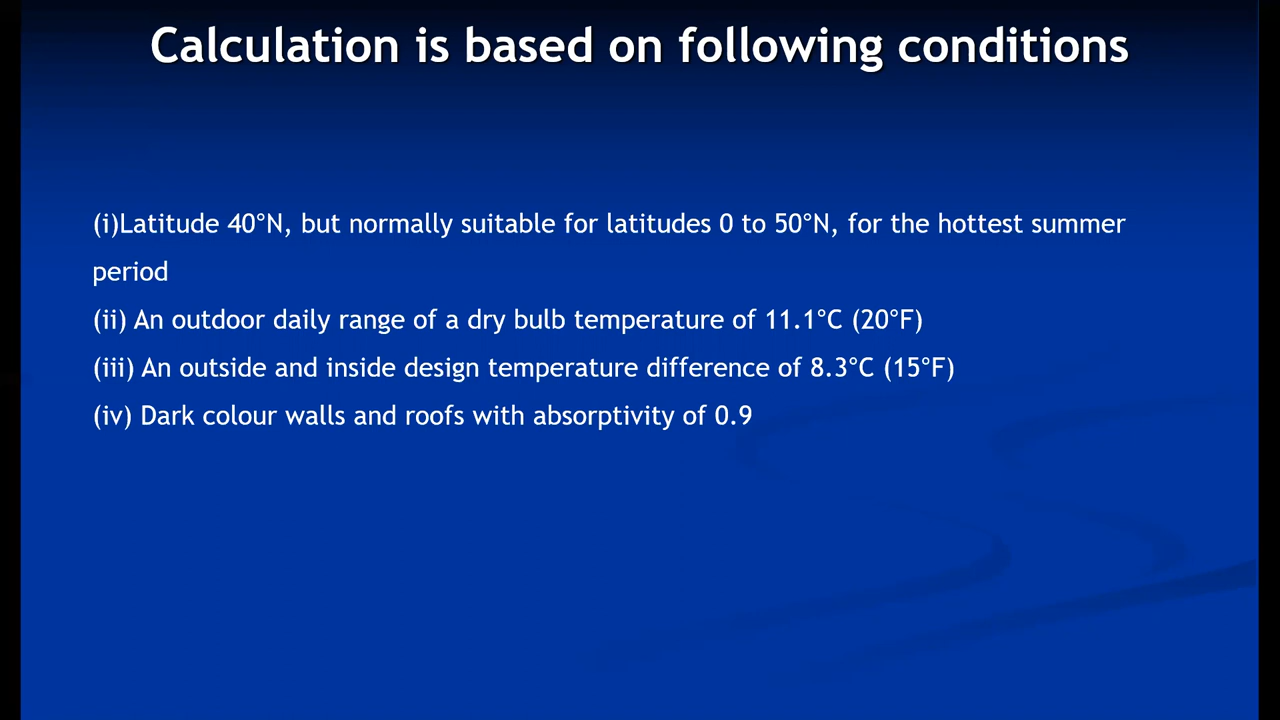 Calculation is based on following conditions
(i)Latitude 40°N, but normally suitable for latitudes 0 to 50°N, for the hottest summer
period
(ii) An outdoor daily range of a dry bulb temperature of 11.1°C (20°F)
(iii) An outside and inside design temperature difference of 8.3°C (15°F)
(iv) Dark colour walls and roofs with absorptivity of 0.9